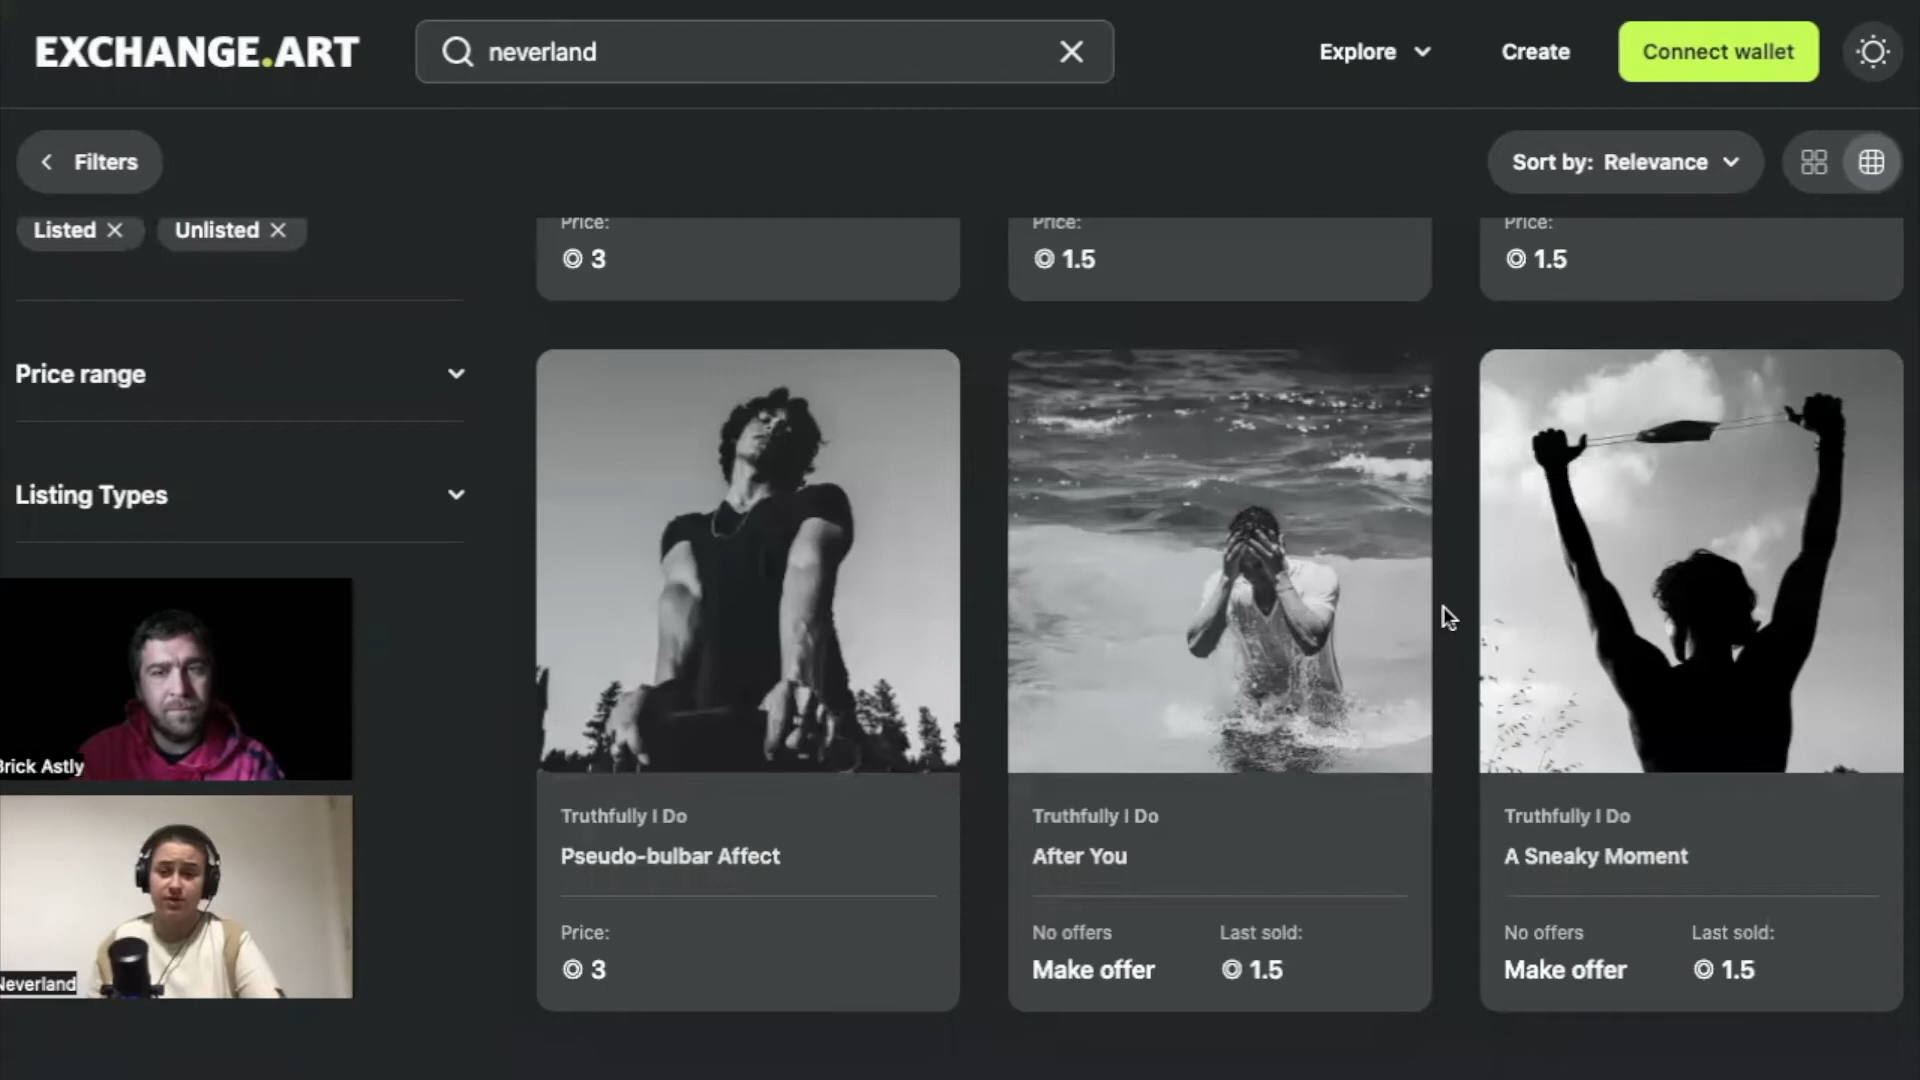 EXCHANGE.ART
neverland
Explore
Create
Connect wallet
Filters
Sort by: Relevance
Listed
Unlisted
Price:
3
Price:
1.5
Price:
1.5
Price range
Listing Types
Brick Astly
Neverland
Truthfully I Do
Pseudo-bulbar Affect
Price:
3
Truthfully I Do
After You
No offers
Last sold:
Make offer
1.5
Truthfully I Do
A Sneaky Moment
No offers
Last sold:
Make offer
1.5